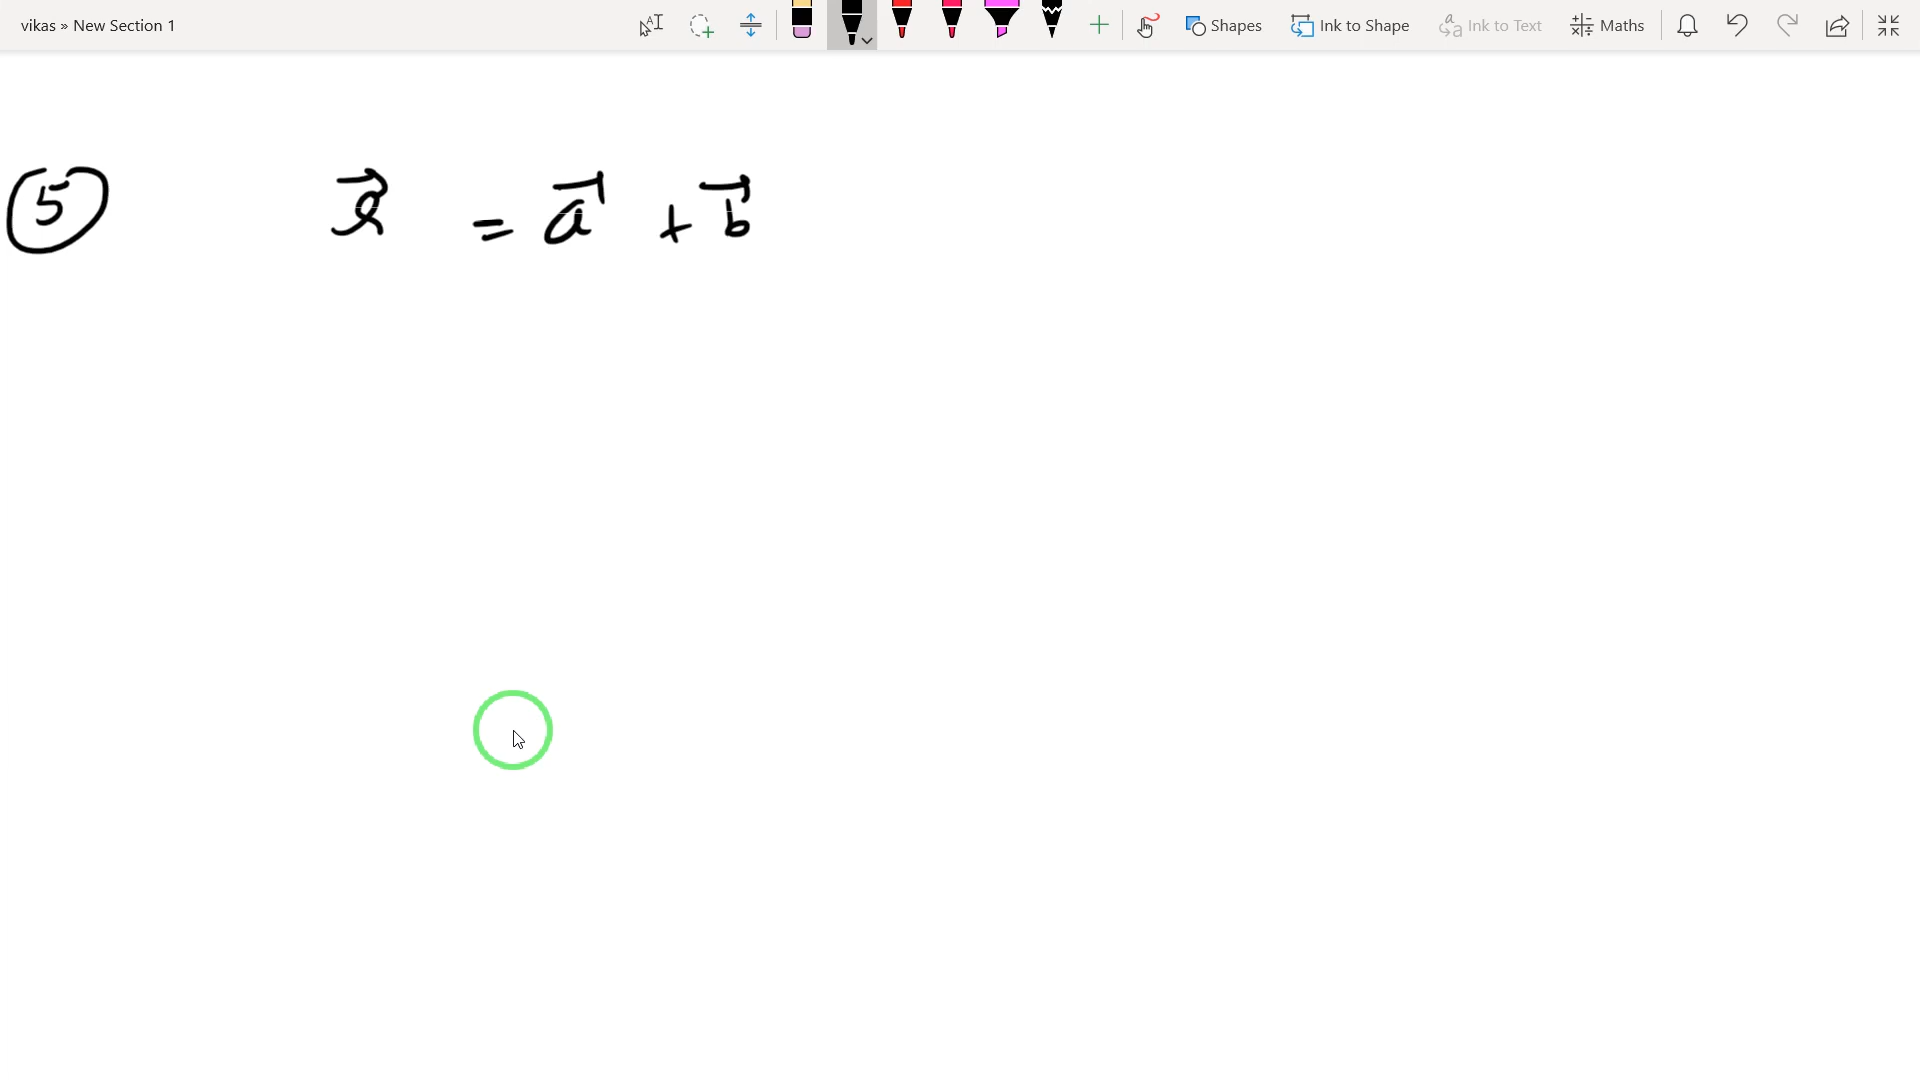 vikas » New Section 1 Shapes Ink to Shape Ink to Text Maths
⑤ = a⃗ + b⃗